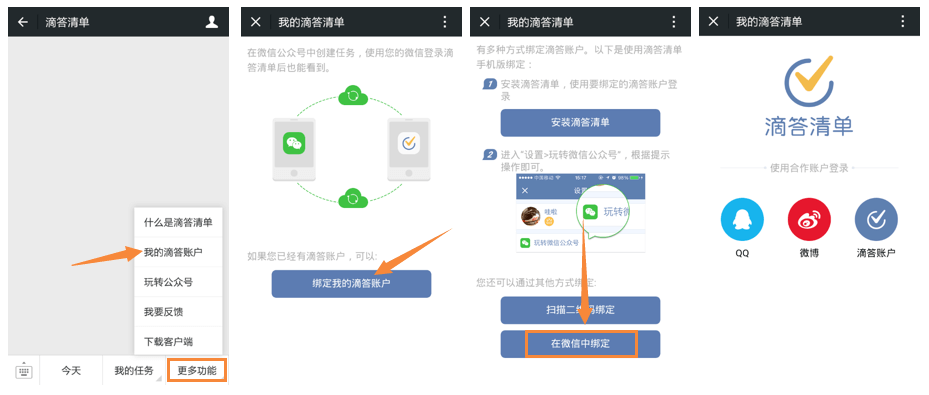 滴答清单
什么是滴答清单
我的滴答账户
玩转公众号
我要反馈
下载客户端
今天
我的任务
更多功能
我的滴答清单
在微信公众号中创建任务，使用您的微信登录滴
答清单后也能看到。
如果您已经有滴答账户，可以:
绑定我的滴答账户
我的滴答清单
有多种方式绑定滴答账户。以下是使用滴答清单
手机版绑定：
1 安装滴答清单，使用要绑定的滴答账户登
录
安装滴答清单
2 进入"设置>玩转微信公众号"，根据提示
操作即可。
中国移动
15:17
88%
设置
哇啦
玩转微
玩转微信公众号
您还可以通过其他方式绑定:
扫描二维码绑定
在微信中绑定
我的滴答清单
滴答清单
使用合作账户登录
QQ
微博
滴答账户